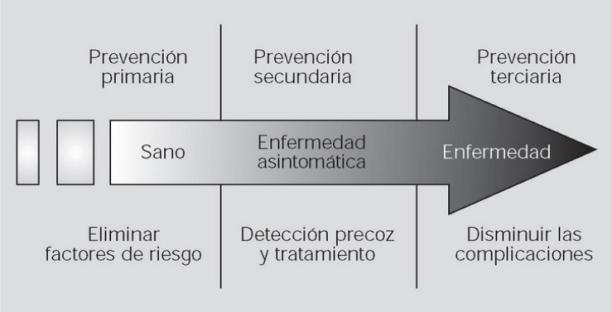 Prevención
primaria
Prevención
secundaria
Prevención
terciaria
Sano
Enfermedad
asintomática
Enfermedad
Eliminar
factores de riesgo
Detección precoz
y tratamiento
Disminuir las
complicaciones